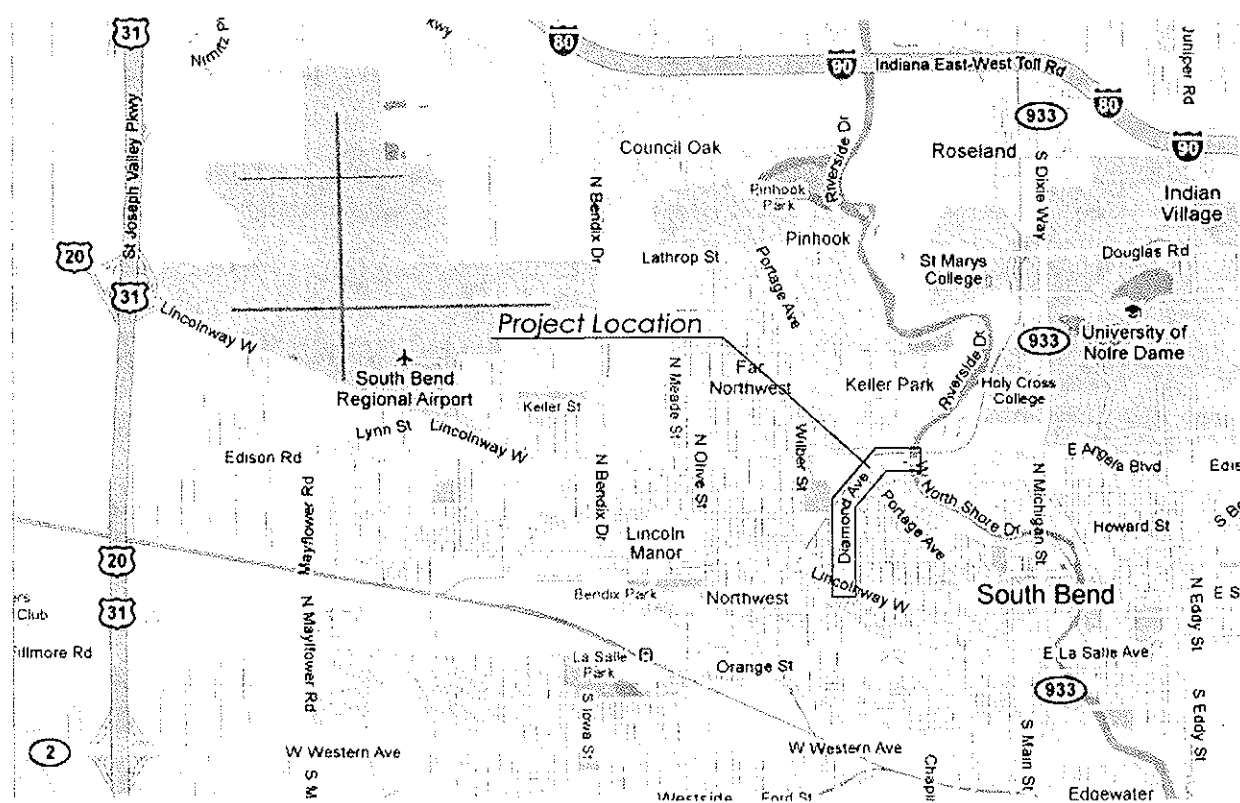 31
Nimitz Pl
kwy
80
90
Indiana East-West Toll Rd
Juniper Rd
80
933
90
St Joseph Valley Pkwy
Council Oak
Riverside Dr
Roseland
S Dixie Way
Pinhook
Park
N Bendix Dr
Indian
Village
20
31
Lathrop St
Portage Ave
Pinhook
St Marys
College
Douglas Rd
Lincolnway W
Project Location
University of
Notre Dame
933
South Bend
Regional Airport
N Meade St
Far
Northwest
Keller Park
Riverside Dr
Holy Cross
College
Keller St
Lynn St
Lincolnway W
Edison Rd
N Bendix Dr
N Olive St
Wilber St
E Angela Blvd
Edis
Mayflower Rd
Diamond Ave
W North Shore Dr
Portage Ave
N Michigan St
Howard St
S Be
Lincoln
Manor
20
31
Bendix Park
Northwest
Lincolnway W
South Bend
N Eddy St
E S
ers
Club
N Mayflower Rd
Fillmore Rd
La Salle
Park
Orange St
E La Salle Ave
933
S Iowa St
S Main St
S Eddy St
2
W Western Ave
W Western Ave
S M
Chapi
Westside
Ford St
Edgewater